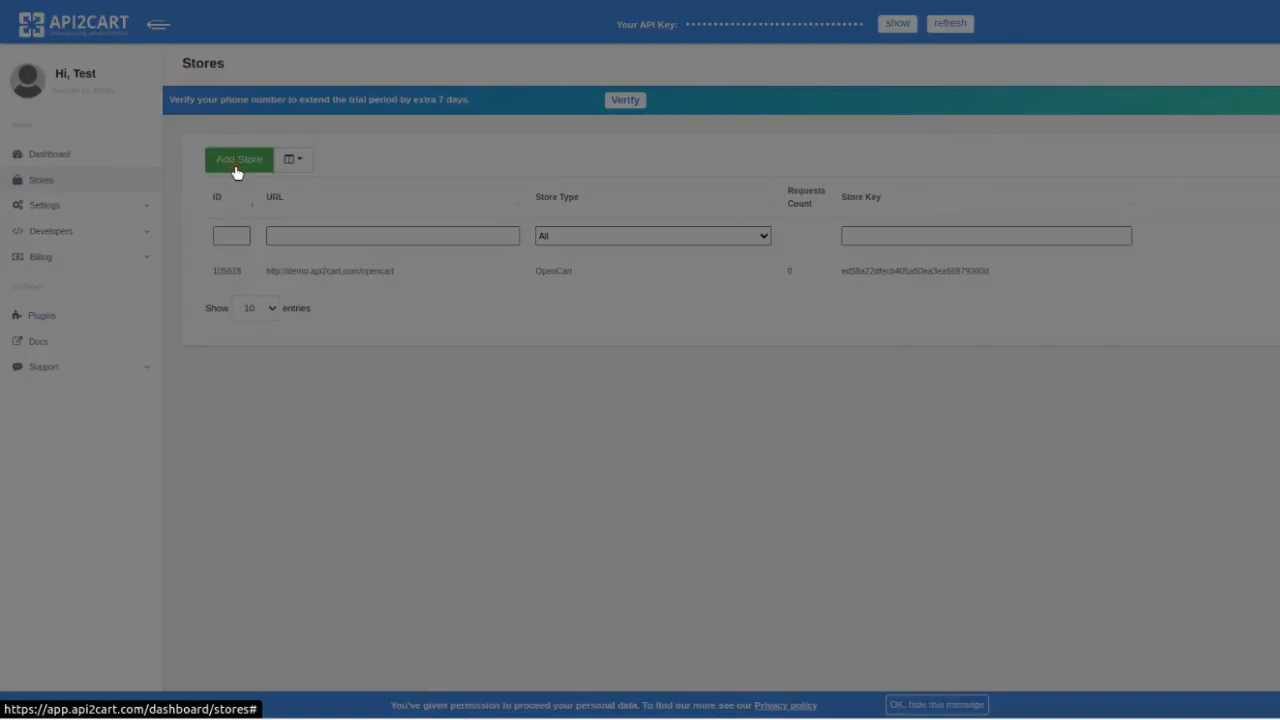 API2CART
Your API Key: •••••••••••••••••••••••••••••••••
show
refresh
Hi, Test
Stores
Verify your phone number to extend the trial period by extra 7 days.
Verify
Dashboard
Stores
Settings
Developers
Billing
Plugins
Docs
Support
Add Store
ID
URL
Store Type
Requests
Count
Store Key
All
105618
http://demo.api2cart.com/opencart
OpenCart
0
Show 10 entries
You've given permission to proceed your personal data. To find our more see our Privacy policy
OK, hide this message
https://app.api2cart.com/dashboard/stores#